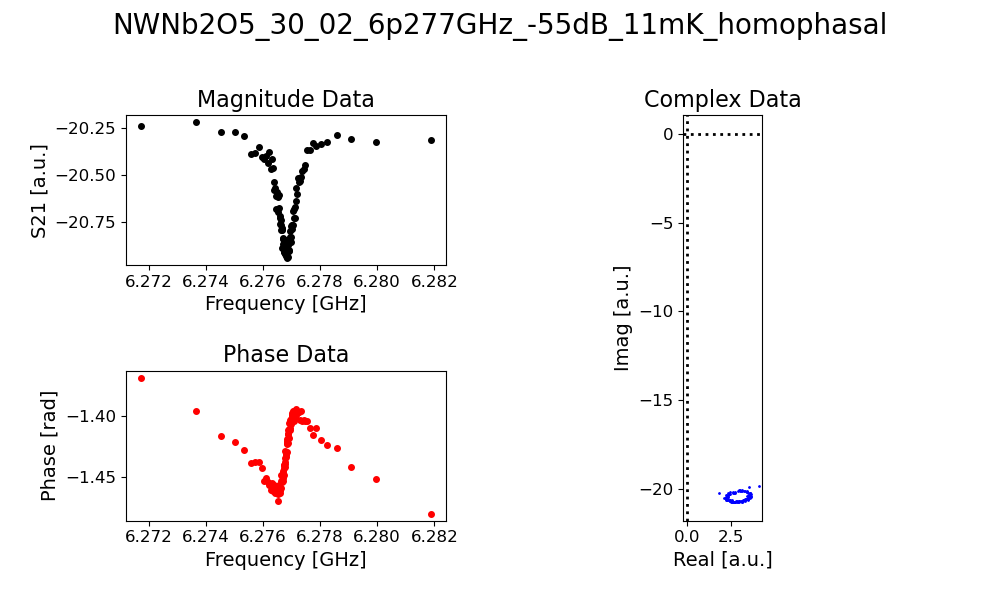 NWNb2O5_30_02_6p277GHz_-55dB_11mK_homophasal
Magnitude Data
S21 [a.u.]
−20.25
−20.50
−20.75
6.272 6.274 6.276 6.278 6.280 6.282
Frequency [GHz]
Phase Data
Phase [rad]
−1.40
−1.45
6.272 6.274 6.276 6.278 6.280 6.282
Frequency [GHz]
Complex Data
Imag [a.u.]
0
−5
−10
−15
−20
0.0 2.5
Real [a.u.]